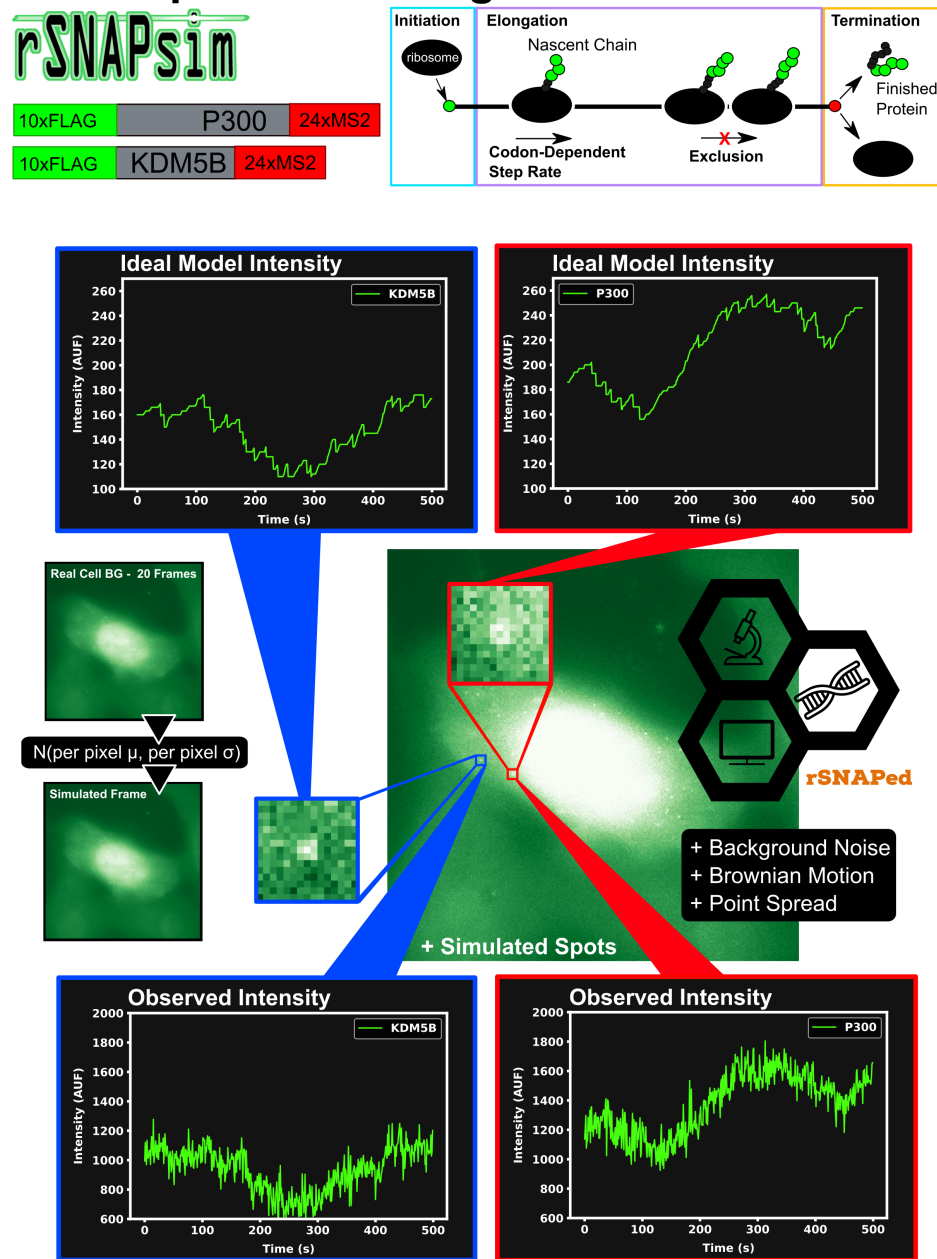 rSNAPsim
10xFLAG P300 24xMS2
10xFLAG KDM5B 24xMS2
Initiation
ribosome
Elongation
Nascent Chain
Codon-Dependent
Step Rate
X
Exclusion
Termination
Finished
Protein
Ideal Model Intensity
KDM5B
Intensity (AUF)
260
240
220
200
180
160
140
120
100
0 100 200 300 400 500
Time (s)
Ideal Model Intensity
P300
Intensity (AUF)
260
240
220
200
180
160
140
120
100
0 100 200 300 400 500
Time (s)
Real Cell BG - 20 Frames
N(per pixel μ, per pixel σ)
Simulated Frame
rSNAPed
+ Background Noise
+ Brownian Motion
+ Point Spread
+ Simulated Spots
Observed Intensity
KDM5B
Intensity (AUF)
2000
1800
1600
1400
1200
1000
800
600
0 100 200 300 400 500
Time (s)
Observed Intensity
P300
Intensity (AUF)
2000
1800
1600
1400
1200
1000
800
600
0 100 200 300 400 500
Time (s)